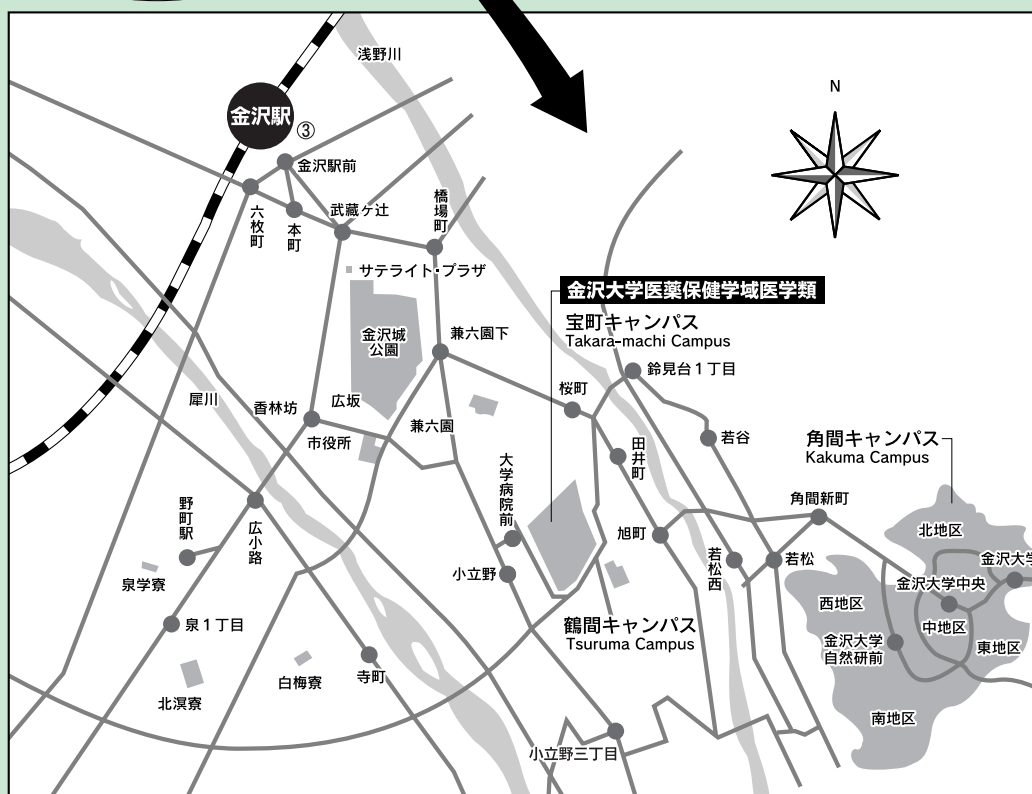 浅野川
N
金沢駅
③
金沢駅前
六枚町
本町
武蔵ヶ辻
橋場町
サテライト・プラザ
金沢大学医薬保健学域医学類
宝町キャンパス
Takara-machi Campus
金沢城
公園
兼六園下
鈴見台1丁目
桜町
犀川
香林坊
広坂
市役所
兼六園
若谷
田井町
角間キャンパス
Kakuma Campus
大学病院前
角間新町
野町駅
広小路
旭町
北地区
若松西
若松
金沢大学
小立野
泉学寮
金沢大学中央
西地区
中地区
泉1丁目
鶴間キャンパス
Tsuruma Campus
金沢大学
自然研前
東地区
寺町
白梅寮
北溟寮
南地区
小立野三丁目